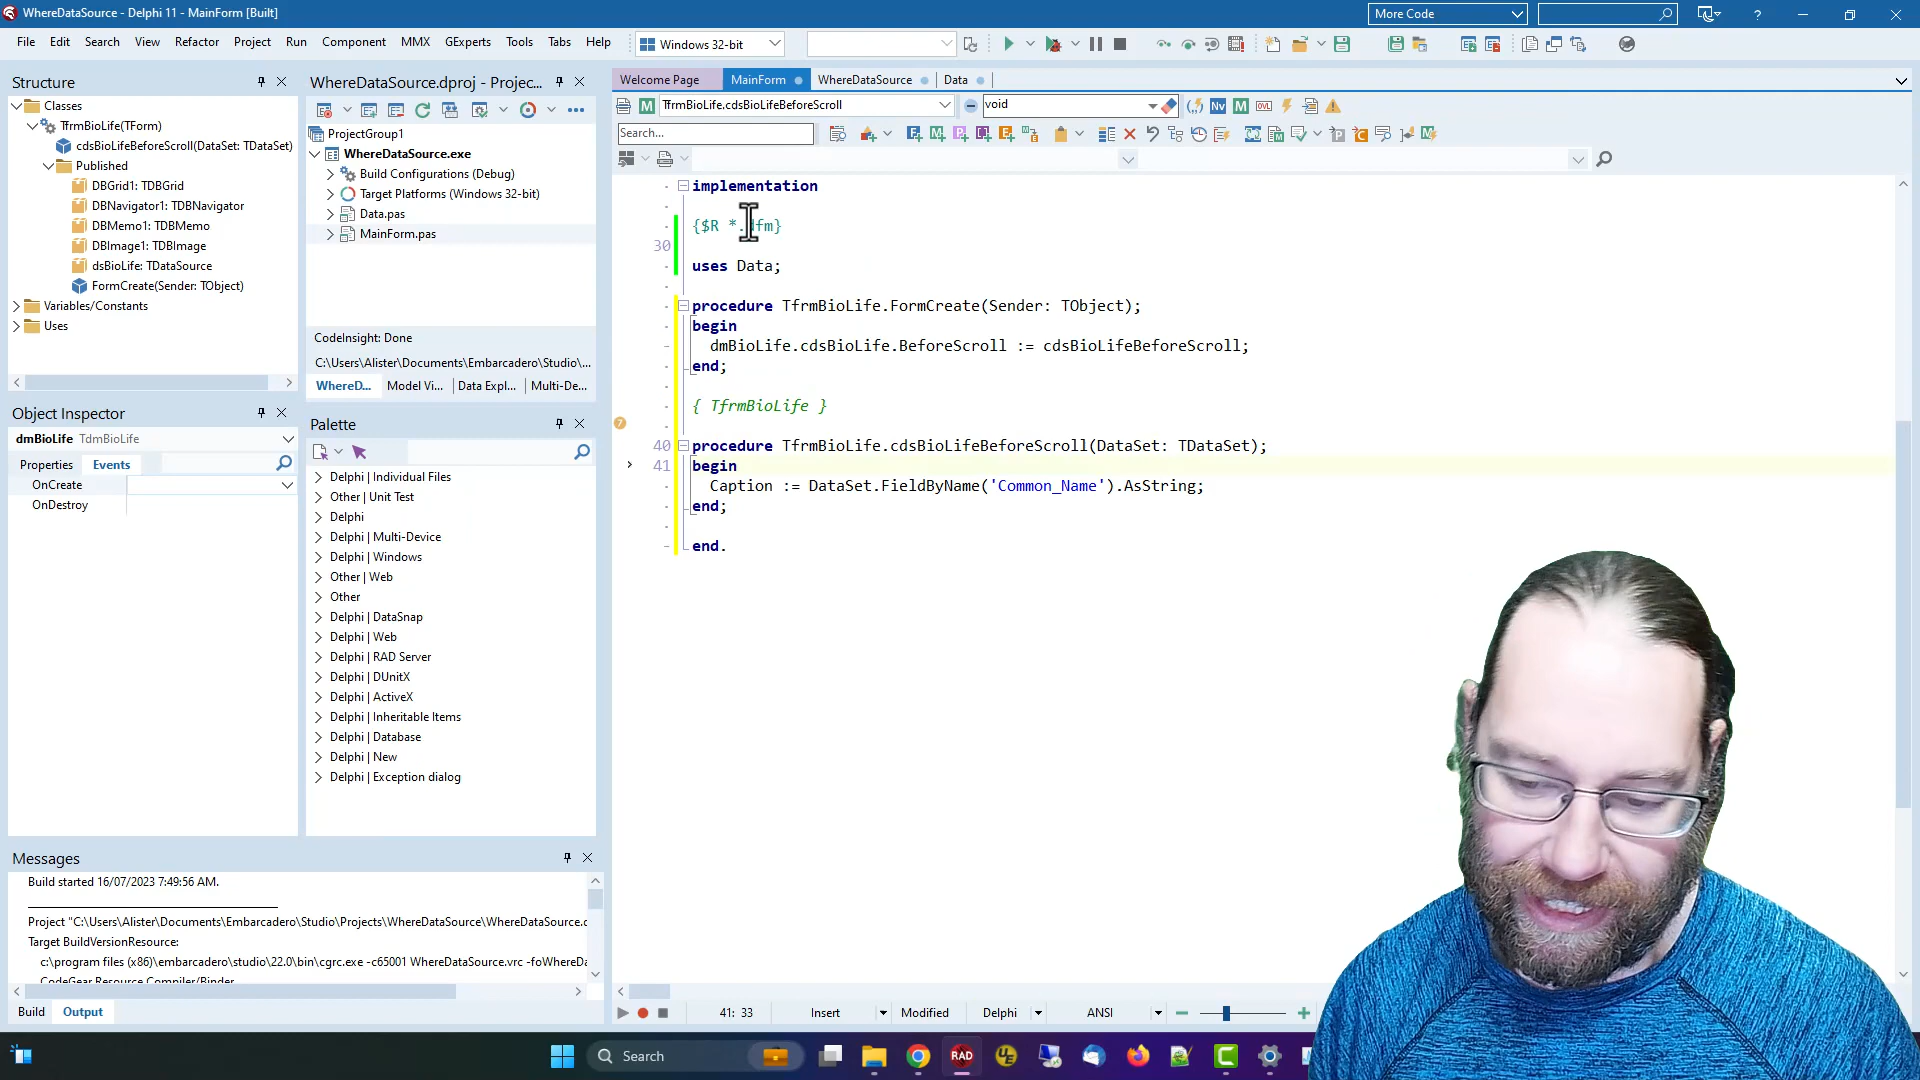 WhereDataSource - Delphi 11 - MainForm [Built]
More Code
File Edit Search View Refactor Project Run Component MMX GExperts Tools Tabs Help
Windows 32-bit
Structure
Classes
TfrmBioLife(TForm)
cdsBioLifeBeforeScroll(DataSet: TDataSet)
Published
DBGrid1: TDBGrid
DBNavigator1: TDBNavigator
DBMemo1: TDBMemo
DBImage1: TDBImage
dsBioLife: TDataSource
FormCreate(Sender: TObject)
Variables/Constants
Uses
WhereDataSource.dproj - Projec...
ProjectGroup1
WhereDataSource.exe
Build Configurations (Debug)
Target Platforms (Windows 32-bit)
Data.pas
MainForm.pas
CodeInsight: Done
C:\Users\Alister\Documents\Embarcadero\Studio\...
WhereD... Model Vi... Data Expl... Multi-De...
Object Inspector
dmBioLife TdmBioLife
Properties Events
OnCreate
OnDestroy
Palette
Delphi | Individual Files
Other | Unit Test
Delphi
Delphi | Multi-Device
Delphi | Windows
Other | Web
Other
Delphi | DataSnap
Delphi | Web
Delphi | RAD Server
Delphi | DUnitX
Delphi | ActiveX
Delphi | Inheritable Items
Delphi | Database
Delphi | New
Delphi | Exception dialog
Messages
Build started 16/07/2023 7:49:56 AM.
Project "C:\Users\Alister\Documents\Embarcadero\Studio\Projects\WhereDataSource\WhereDataSource.d
Target BuildVersionResource:
c:\program files (x86)\embarcadero\studio\22.0\bin\cgrc.exe -c65001 WhereDataSource.vrc -foWhereDa
CodeGear Resource Compiler/Binder
Build Output
Welcome Page MainForm WhereDataSource Data
TfrmBioLife.cdsBioLifeBeforeScroll void
Search...
implementation
{$R *.dfm}
30
uses Data;
procedure TfrmBioLife.FormCreate(Sender: TObject);
begin
dmBioLife.cdsBioLife.BeforeScroll := cdsBioLifeBeforeScroll;
end;
{ TfrmBioLife }
40 procedure TfrmBioLife.cdsBioLifeBeforeScroll(DataSet: TDataSet);
41 begin
Caption := DataSet.FieldByName('Common_Name').AsString;
end;
end.
41: 33 Insert Modified Delphi ANSI
Search
RAD